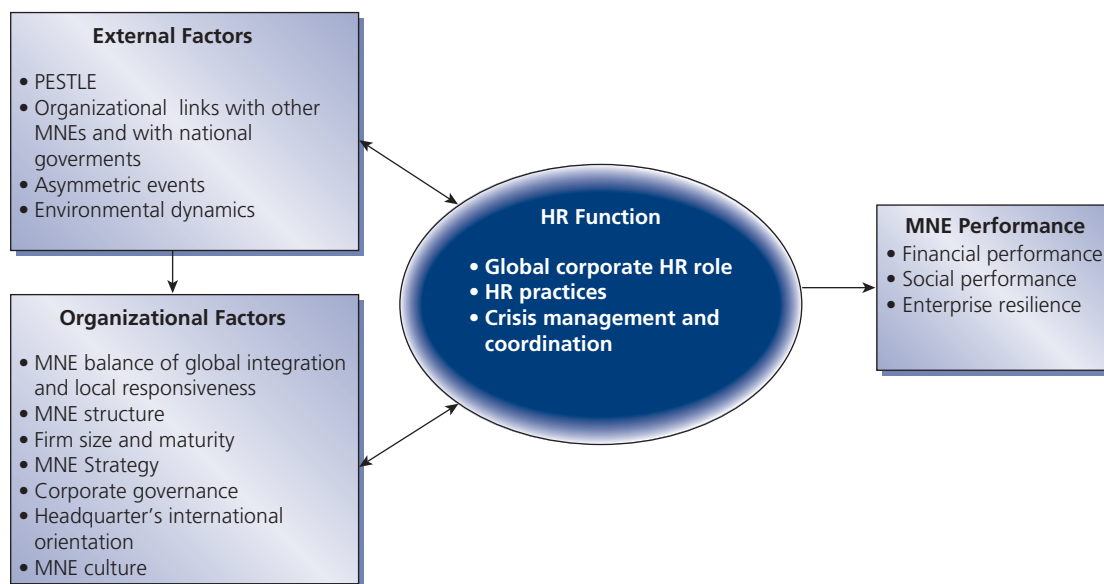 External Factors
• PESTLE
• Organizational links with other
MNEs and with national
goverments
• Asymmetric events
• Environmental dynamics
Organizational Factors
• MNE balance of global integration
and local responsiveness
• MNE structure
• Firm size and maturity
• MNE Strategy
• Corporate governance
• Headquarter's international
orientation
• MNE culture
HR Function
• Global corporate HR role
• HR practices
• Crisis management and
coordination
MNE Performance
• Financial performance
• Social performance
• Enterprise resilience